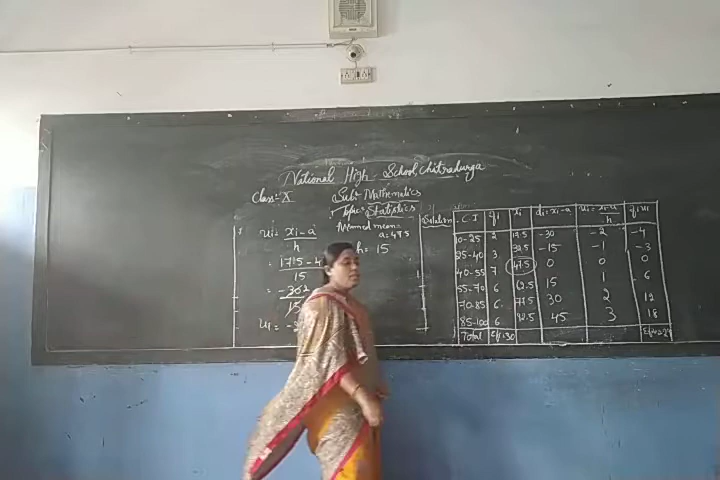 National High School, chitradurga
Class: X Sub: Mathematics
Topic: Statistics
Assumed mean =
a = 47.5
h = 15
ui = xi - a
h
= 17.5 - 4
15
= -30
15
u1 = -
Solution
C.I fi xi di = xi - a ui = xi - a fiui
h
10-25 2 17.5 -30 -2 -4
25-40 3 32.5 -15 -1 -3
40-55 7 47.5 0 0 0
55-70 6 62.5 15 1 6
70-85 6 77.5 30 2 12
85-100 6 92.5 45 3 18
Total Σfi=30